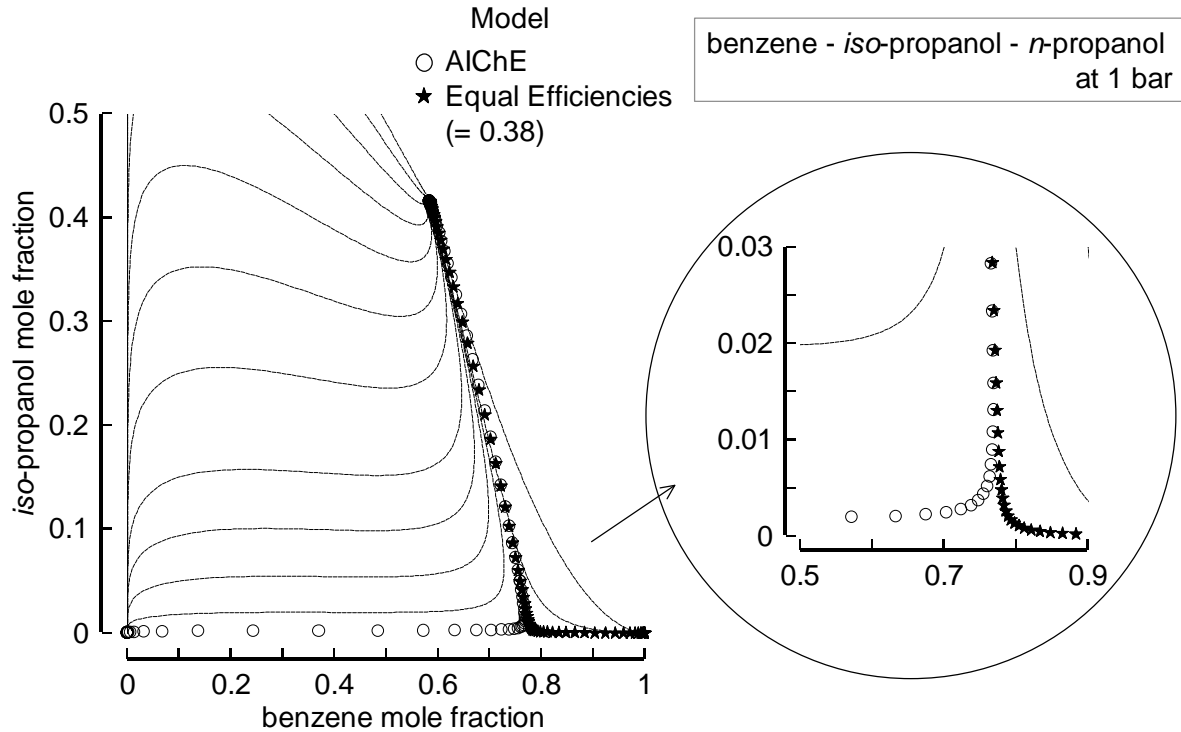 Model
AIChE
Equal Efficiencies
(= 0.38)
benzene - iso-propanol - n-propanol
at 1 bar
iso-propanol mole fraction
0.5
0.4
0.3
0.2
0.1
0
0 0.2 0.4 0.6 0.8 1
benzene mole fraction
0.03
0.02
0.01
0
0.5 0.7 0.9